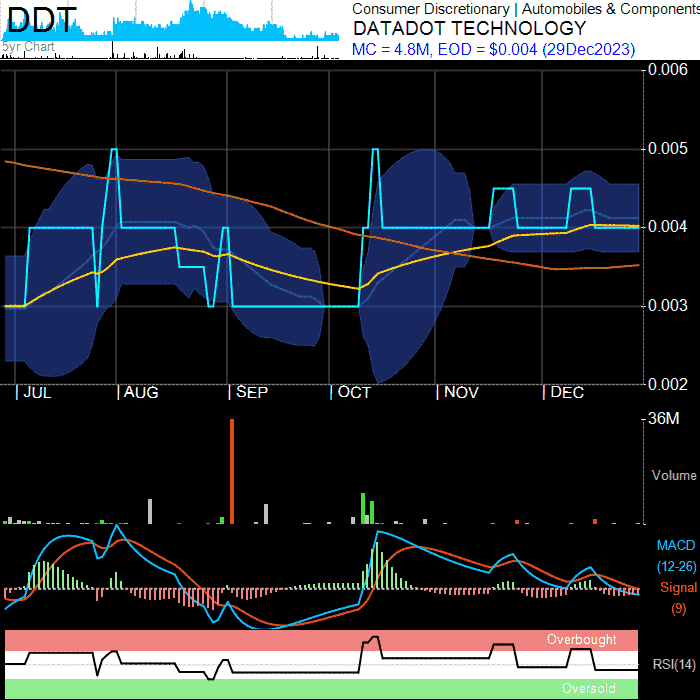 DDT
5yr Chart
Consumer Discretionary | Automobiles & Components
DATADOT TECHNOLOGY
MC = 4.8M, EOD = $0.004 (29Dec2023)
0.006
0.005
0.004
0.003
0.002
JUL AUG SEP OCT NOV DEC
36M
Volume
MACD
(12-26)
Signal
(9)
Overbought
RSI(14)
Oversold